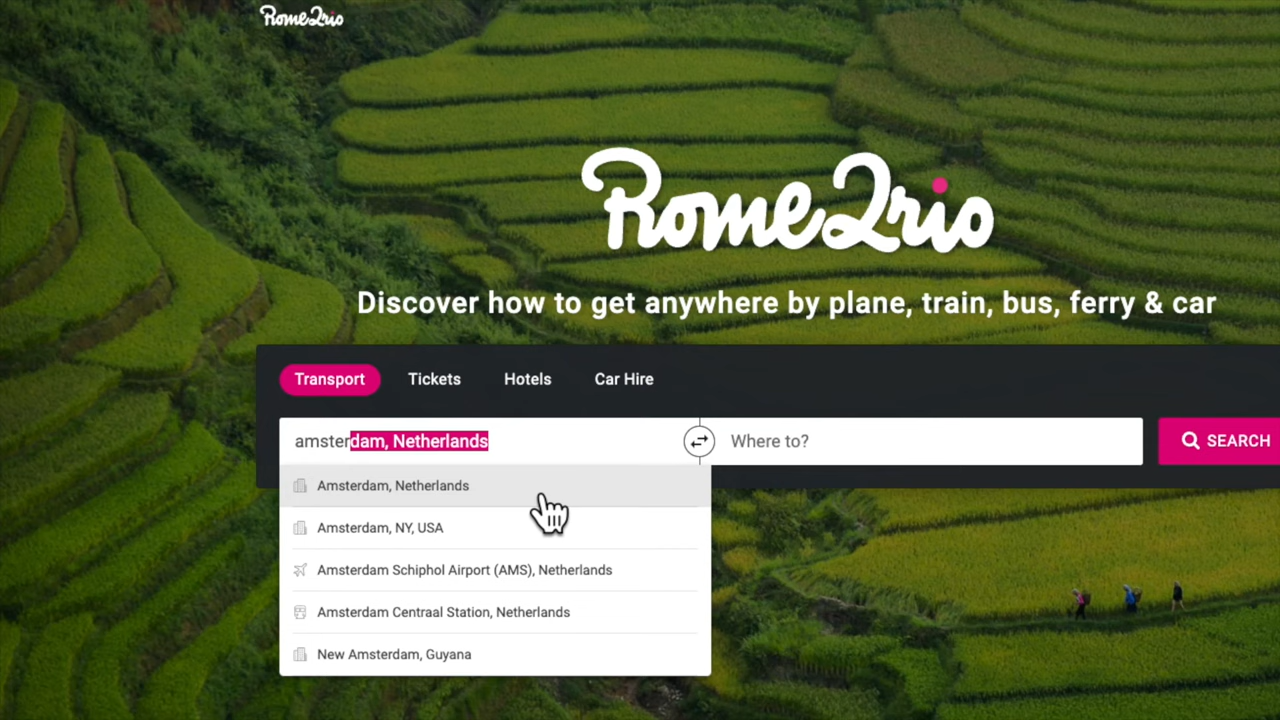 Rome2rio
Rome2rio
Discover how to get anywhere by plane, train, bus, ferry & car
Transport Tickets Hotels Car Hire
amsterdam, Netherlands Where to? SEARCH
Amsterdam, Netherlands
Amsterdam, NY, USA
Amsterdam Schiphol Airport (AMS), Netherlands
Amsterdam Centraal Station, Netherlands
New Amsterdam, Guyana